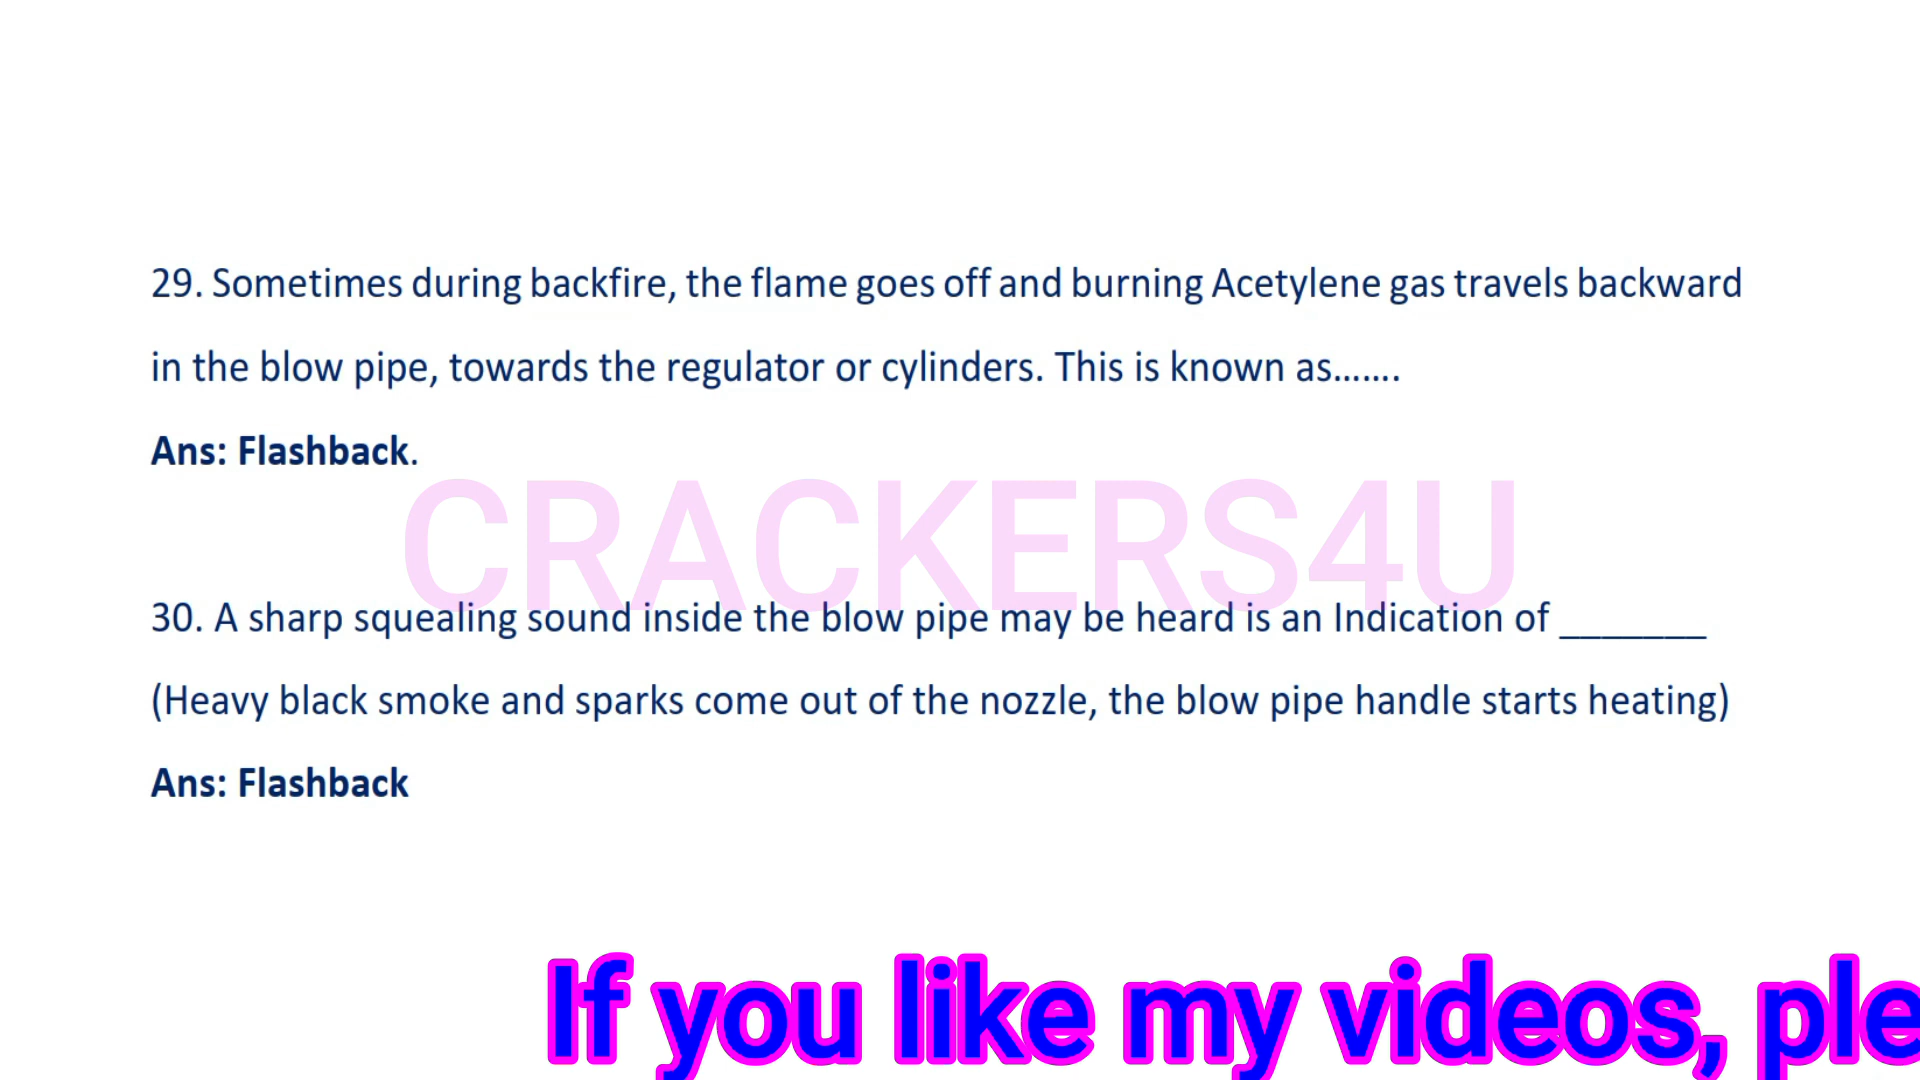 29. Sometimes during backfire, the flame goes off and burning Acetylene gas travels backward
in the blow pipe, towards the regulator or cylinders. This is known as.......
Ans: Flashback.
CRACKERS4U
30. A sharp squealing sound inside the blow pipe may be heard is an Indication of _______
(Heavy black smoke and sparks come out of the nozzle, the blow pipe handle starts heating)
Ans: Flashback
If you like my videos, ple